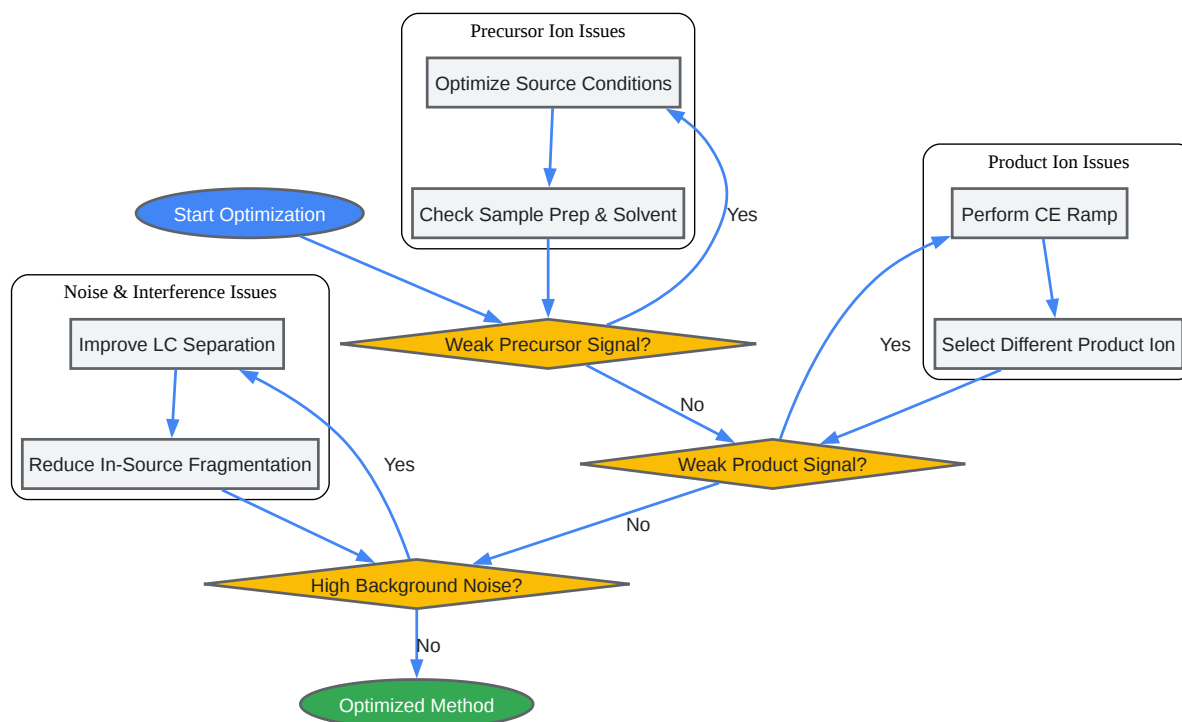 Precursor Ion Issues
Optimize Source Conditions
Product Ion Issues
Start Optimization
Check Sample Prep & Solvent
Yes
Perform CE Ramp
Noise & Interference Issues
Improve LC Separation
Weak Precursor Signal?
Yes
Select Different Product Ion
No
Reduce In-Source Fragmentation
Yes
Weak Product Signal?
No
High Background Noise?
No
Optimized Method